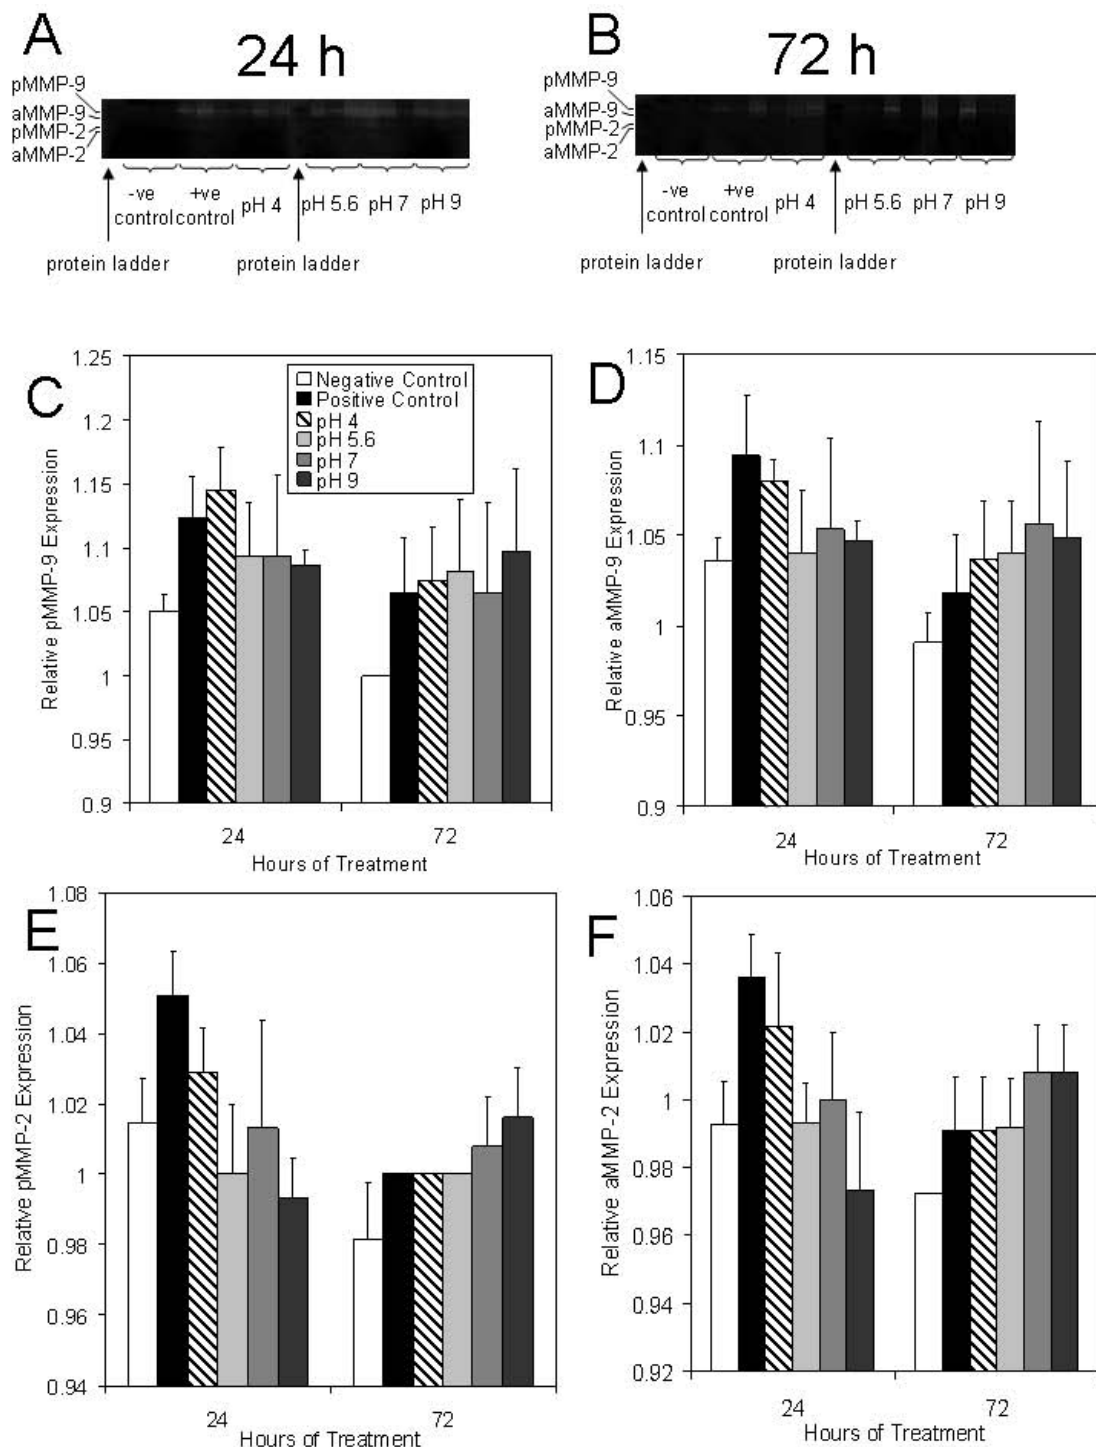 A
24 h
pMMP-9
aMMP-9
pMMP-2
aMMP-2
-ve control
+ve control
pH 4
pH 5.6
pH 7
pH 9
protein ladder
protein ladder
B
72 h
pMMP-9
aMMP-9
pMMP-2
aMMP-2
-ve control
+ve control
pH 4
pH 5.6
pH 7
pH 9
protein ladder
protein ladder
C
Relative pMMP-9 Expression
1.25
1.2
1.15
1.1
1.05
1
0.95
0.9
Negative Control
Positive Control
pH 4
pH 5.6
pH 7
pH 9
24
72
Hours of Treatment
D
Relative aMMP-9 Expression
1.15
1.1
1.05
1
0.95
0.9
24
72
Hours of Treatment
E
Relative pMMP-2 Expression
1.08
1.06
1.04
1.02
1
0.98
0.96
0.94
24
72
Hours of Treatment
F
Relative aMMP-2 Expression
1.06
1.04
1.02
1
0.98
0.96
0.94
0.92
24
72
Hours of Treatment